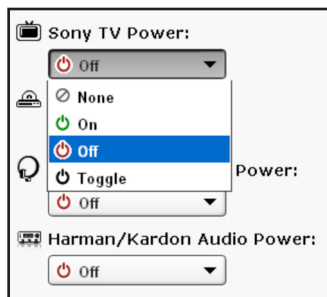 Sony TV Power:
Off
None
On
Off
Toggle
Power:
Off
Harman/Kardon Audio Power:
Off